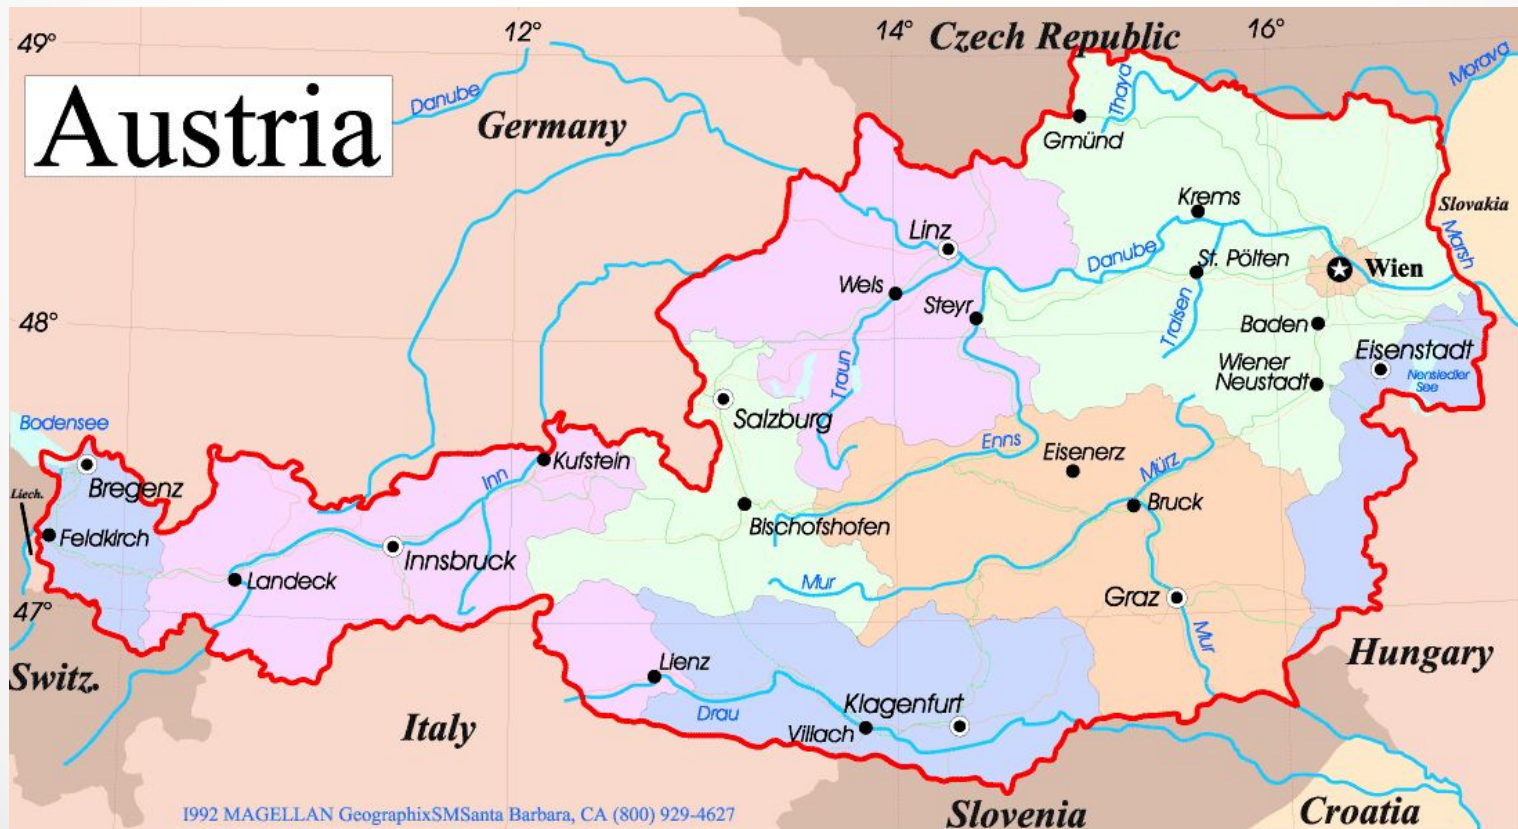 49°
12°
14°
Czech Republic
16°
Morava
Austria
Danube
Germany
Thaya
Gmünd
Krems
Slovakia
Linz
Danube
St. Pölten
Wien
Marsh
Wels
Steyr
Traisen
48°
Baden
Eisenstadt
Wiener
Neustadt
Nensiedler
See
Traun
Salzburg
Bodensee
Enns
Eisenerz
Mürz
Kufstein
Inn
Bregenz
Liech.
Bruck
Bischofshofen
Feldkirch
Innsbruck
Landeck
Mur
Graz
47°
Mur
Hungary
Switz.
Lienz
Klagenfurt
Drau
Italy
Villach
1992 MAGELLAN GeographixSMSanta Barbara, CA (800) 929-4627
Slovenia
Croatia